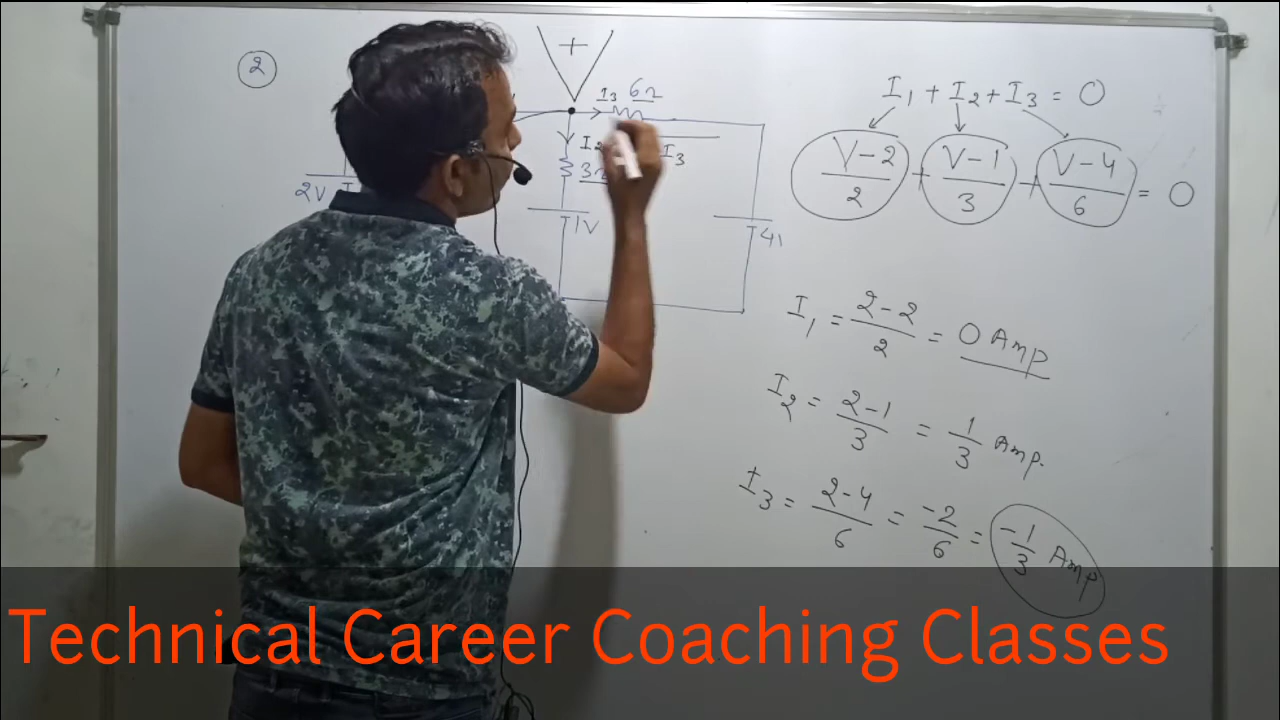 2
+
I3 6Ω
I2
I3
3Ω
2V
1V
I1 + I2 + I3 = 0
V-2/2 + V-1/3 + V-4/6 = 0
I1 = 2-2/2 = 0 Amp
I2 = 2-1/3 = 1/3 Amp.
I3 = 2-4/6 = -2/6 = -1/3 Amp
Technical Career Coaching Classes